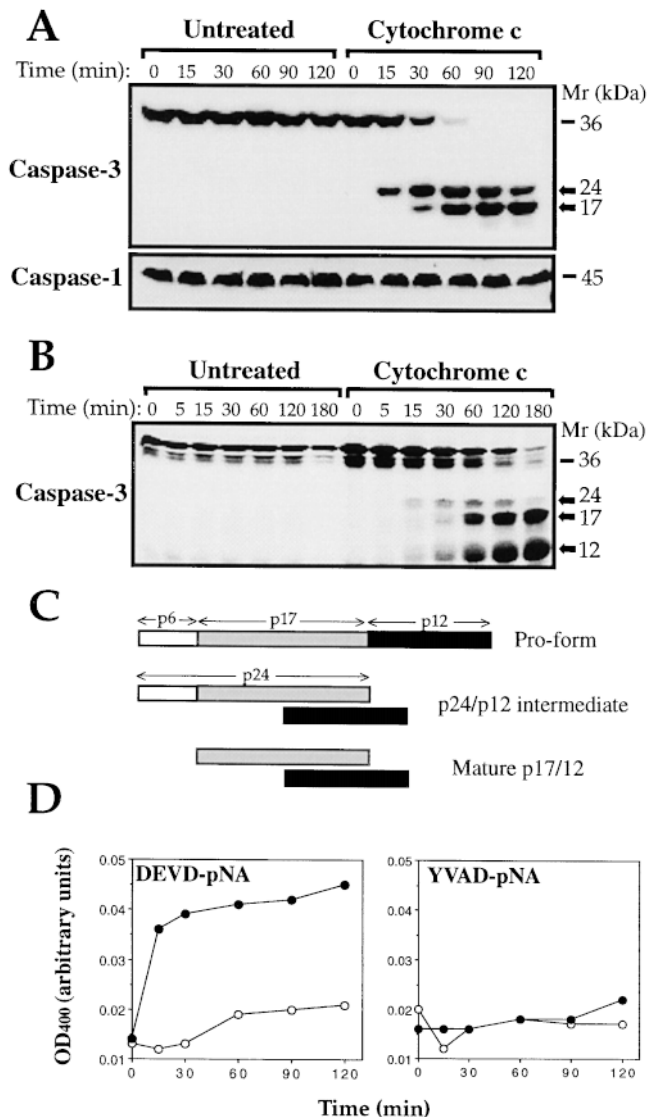 A
Untreated Cytochrome c
Time (min): 0 15 30 60 90 120 0 15 30 60 90 120
Mr (kDa)
36
Caspase-3
24
17
Caspase-1
45
B
Untreated Cytochrome c
Time (min): 0 5 15 30 60 120 180 0 5 15 30 60 120 180
Mr (kDa)
36
Caspase-3
24
17
12
C
p6 p17 p12
Pro-form
p24
p24/p12 intermediate
Mature p17/12
D
0.05 0.05
DEVD-pNA YVAD-pNA
0.04 0.04
0.03 0.03
0.02 0.02
0.01 0.01
0 30 60 90 120 0 30 60 90 120
OD400 (arbitrary units)
Time (min)